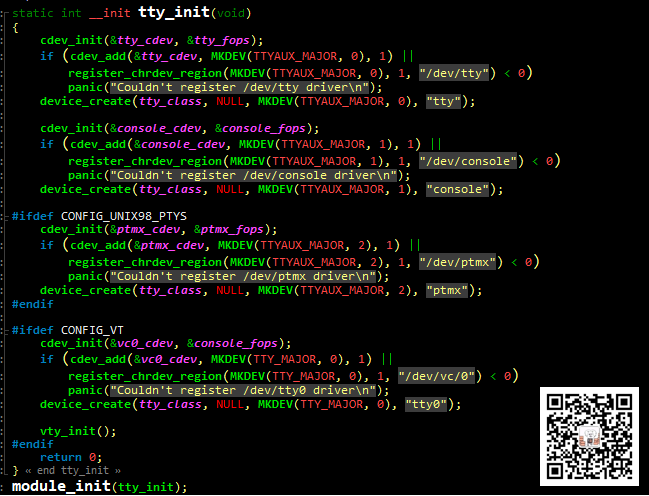 static int __init tty_init(void)
{
    cdev_init(&tty_cdev, &tty_fops);
    if (cdev_add(&tty_cdev, MKDEV(TTYAUX_MAJOR, 0), 1) ||
        register_chrdev_region(MKDEV(TTYAUX_MAJOR, 0), 1, "/dev/tty") < 0)
        panic("Couldn't register /dev/tty driver\n");
    device_create(tty_class, NULL, MKDEV(TTYAUX_MAJOR, 0), "tty");

    cdev_init(&console_cdev, &console_fops);
    if (cdev_add(&console_cdev, MKDEV(TTYAUX_MAJOR, 1), 1) ||
        register_chrdev_region(MKDEV(TTYAUX_MAJOR, 1), 1, "/dev/console") < 0)
        panic("Couldn't register /dev/console driver\n");
    device_create(tty_class, NULL, MKDEV(TTYAUX_MAJOR, 1), "console");

#ifdef CONFIG_UNIX98_PTYS
    cdev_init(&ptmx_cdev, &ptmx_fops);
    if (cdev_add(&ptmx_cdev, MKDEV(TTYAUX_MAJOR, 2), 1) ||
        register_chrdev_region(MKDEV(TTYAUX_MAJOR, 2), 1, "/dev/ptmx") < 0)
        panic("Couldn't register /dev/ptmx driver\n");
    device_create(tty_class, NULL, MKDEV(TTYAUX_MAJOR, 2), "ptmx");
#endif

#ifdef CONFIG_VT
    cdev_init(&vc0_cdev, &console_fops);
    if (cdev_add(&vc0_cdev, MKDEV(TTY_MAJOR, 0), 1) ||
        register_chrdev_region(MKDEV(TTY_MAJOR, 0), 1, "/dev/vc/0") < 0)
        panic("Couldn't register /dev/tty0 driver\n");
    device_create(tty_class, NULL, MKDEV(TTY_MAJOR, 0), "tty0");

    vty_init();
#endif
    return 0;
} « end tty_init »
module_init(tty_init);